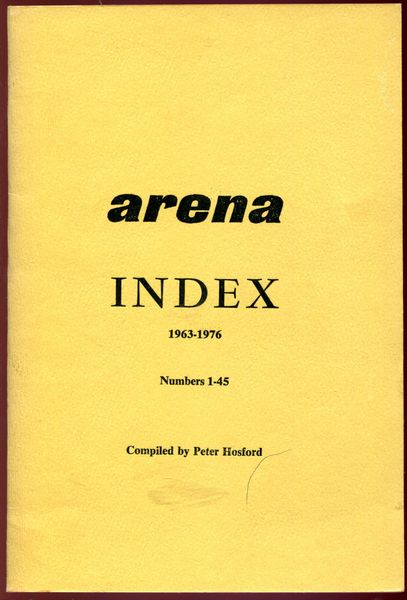 arena
INDEX
1963-1976
Numbers 1-45
Compiled by Peter Hosford